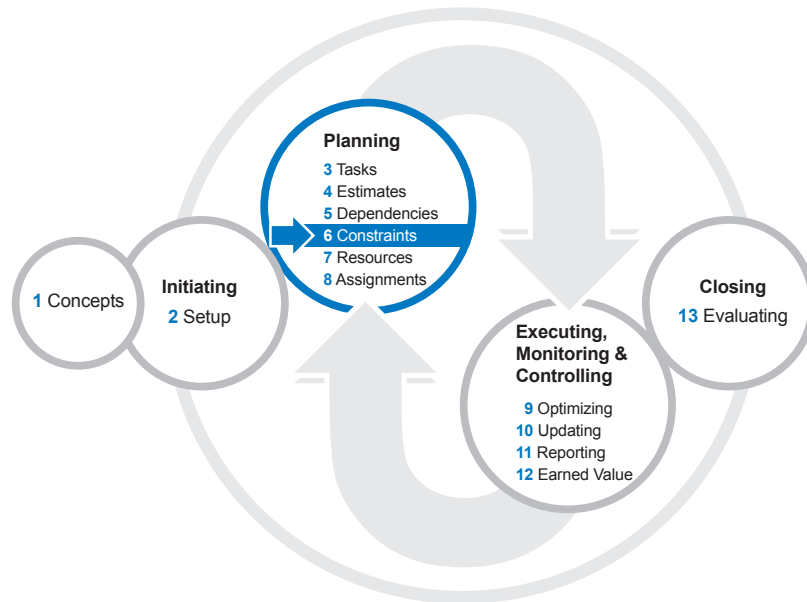 1 Concepts
Initiating
2 Setup
Planning
3 Tasks
4 Estimates
5 Dependencies
6 Constraints
7 Resources
8 Assignments
Executing,
Monitoring &
Controlling
9 Optimizing
10 Updating
11 Reporting
12 Earned Value
Closing
13 Evaluating